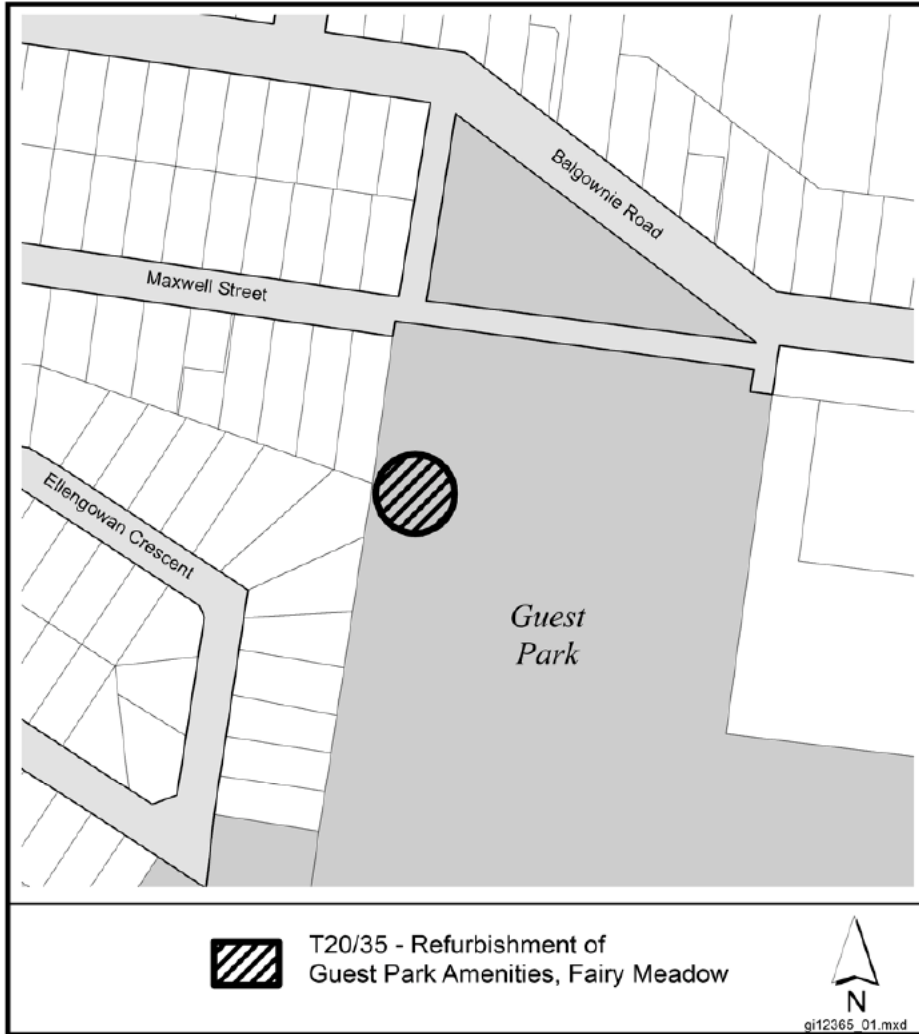 Balgownie Road
Maxwell Street
Ellengowan Crescent
Guest
Park
T20/35 - Refurbishment of
Guest Park Amenities, Fairy Meadow
N
gi12365_01.mxd